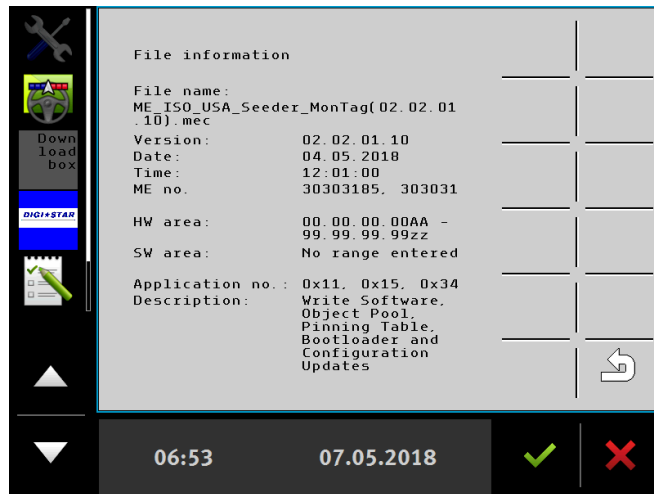 File information
File name:
ME_ISO_USA_Seeder_MonTag(02.02.01
.10).mec
Version: 02.02.01.10
Date: 04.05.2018
Time: 12:01:00
ME no. 30303185, 303031
HW area: 00.00.00.00AA -
99.99.99.99zz
SW area: No range entered
Application no.: 0x11, 0x15, 0x34
Description: Write Software,
Object Pool,
Pinning Table,
Bootloader and
Configuration
Updates
Down
load
box
DIGI★STAR
06:53 07.05.2018